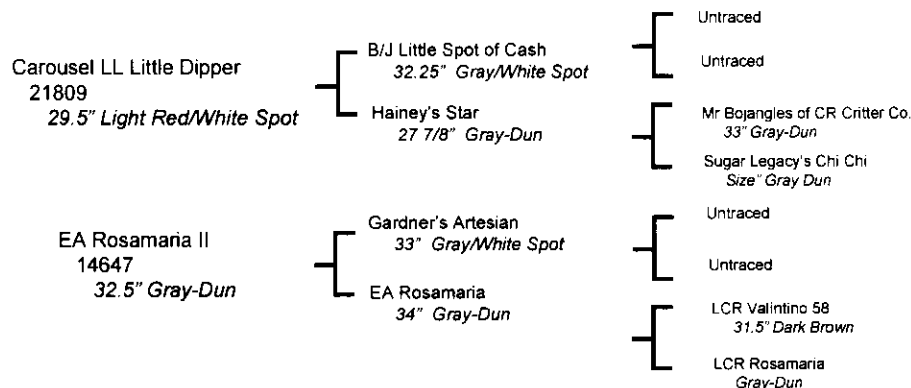 Carousel LL Little Dipper
21809
29.5" Light Red/White Spot
B/J Little Spot of Cash
32.25" Gray/White Spot
Hainey's Star
27 7/8" Gray-Dun
Untraced
Untraced
Mr Bojangles of CR Critter Co.
33" Gray-Dun
Sugar Legacy's Chi Chi
Size" Gray Dun
EA Rosamaria II
14647
32.5" Gray-Dun
Gardner's Artesian
33" Gray/White Spot
EA Rosamaria
34" Gray-Dun
Untraced
Untraced
LCR Valintino 58
31.5" Dark Brown
LCR Rosamaria
Gray-Dun